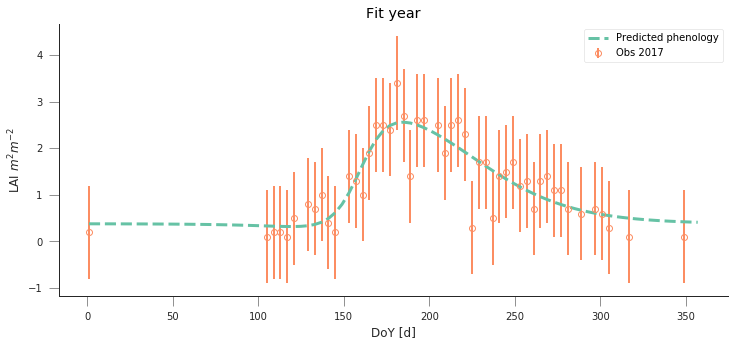 Fit year
Predicted phenology
Obs 2017
4
3
2
1
0
−1
LAI m² m⁻²
0 50 100 150 200 250 300 350
DoY [d]